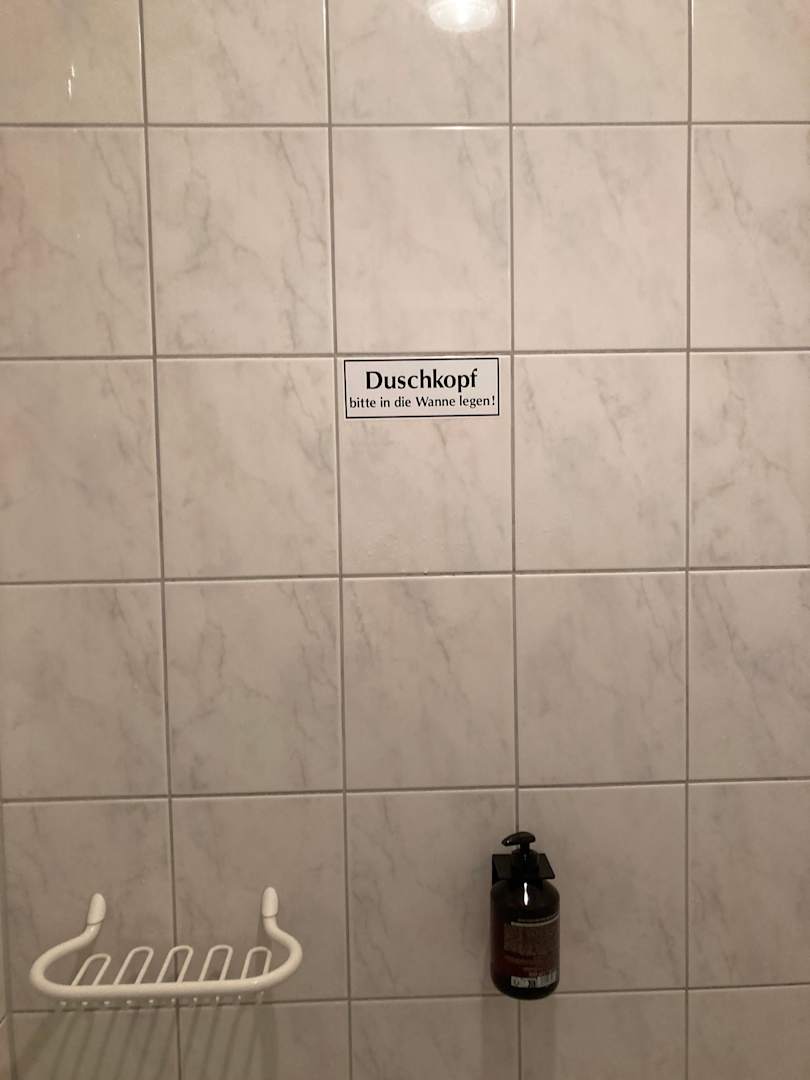 Duschkopf
bitte in die Wanne legen!